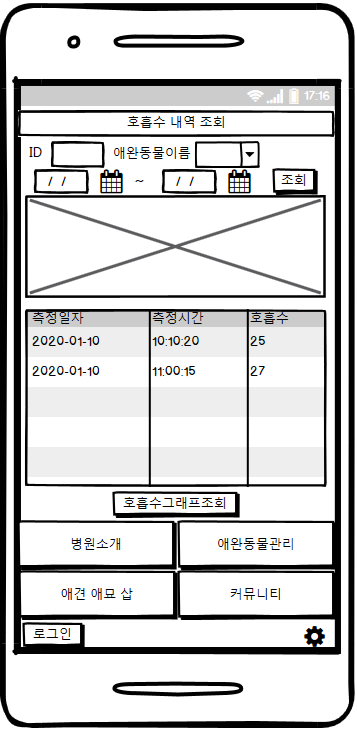 17:16
호흡수 내역 조회
ID 애완동물이름
/ / ~ / / 조회
측정일자 측정시간 호흡수
2020-01-10 10:10:20 25
2020-01-10 11:00:15 27
호흡수그래프조회
병원소개 애완동물관리
애견 애묘 샵 커뮤니티
로그인